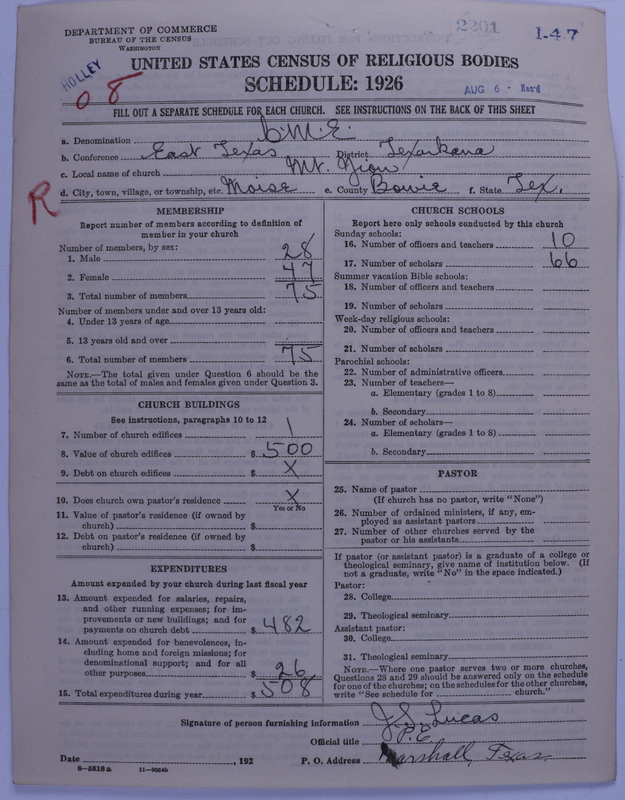 DEPARTMENT OF COMMERCE
BUREAU OF THE CENSUS
WASHINGTON
2201
1-47
HOLLEY
08
UNITED STATES CENSUS OF RELIGIOUS BODIES
SCHEDULE: 1926
AUG 6 - Rec'd
FILL OUT A SEPARATE SCHEDULE FOR EACH CHURCH. SEE INSTRUCTIONS ON THE BACK OF THIS SHEET
a. Denomination C.M.E.
b. Conference East Texas District Texarkana
c. Local name of church Mt. Zion
d. City, town, village, or township, etc. Moise e. County Bowie f. State Tex.
R
MEMBERSHIP
Report number of members according to definition of
member in your church
Number of members, by sex:
1. Male 28
2. Female 47
3. Total number of members 75
Number of members under and over 13 years old:
4. Under 13 years of age
5. 13 years old and over
6. Total number of members 75
NOTE.—The total given under Question 6 should be the
same as the total of males and females given under Question 3.
CHURCH BUILDINGS
See instructions, paragraphs 10 to 12
7. Number of church edifices 1
8. Value of church edifices $ 500
9. Debt on church edifices $ X
10. Does church own pastor's residence X
Yes or No
11. Value of pastor's residence (if owned by
church) $
12. Debt on pastor's residence (if owned by
church) $
EXPENDITURES
Amount expended by your church during last fiscal year
13. Amount expended for salaries, repairs,
and other running expenses; for im-
provements or new buildings; and for
payments on church debt $ 482
14. Amount expended for benevolences, in-
cluding home and foreign missions; for
denominational support; and for all
other purposes $ 26
15. Total expenditures during year $ 508
CHURCH SCHOOLS
Report here only schools conducted by this church
Sunday schools:
16. Number of officers and teachers 10
17. Number of scholars 66
Summer vacation Bible schools:
18. Number of officers and teachers
19. Number of scholars
Week-day religious schools:
20. Number of officers and teachers
21. Number of scholars
Parochial schools:
22. Number of administrative officers
23. Number of teachers—
a. Elementary (grades 1 to 8)
b. Secondary
24. Number of scholars—
a. Elementary (grades 1 to 8)
b. Secondary
PASTOR
25. Name of pastor
(If church has no pastor, write "None")
26. Number of ordained ministers, if any, em-
ployed as assistant pastors
27. Number of other churches served by the
pastor or his assistants
If pastor (or assistant pastor) is a graduate of a college or
theological seminary, give name of institution below. (If
not a graduate, write "No" in the space indicated.)
Pastor:
28. College
29. Theological seminary
Assistant pastor:
30. College
31. Theological seminary
NOTE.—Where one pastor serves two or more churches,
Questions 28 and 29 should be answered only on the schedule
for one of the churches; on the schedules for the other churches,
write "See schedule for church."
Signature of person furnishing information J.S. Lucas
Official title P.E.
Date , 192 P. O. Address Marshall, Texas
8-5518a 11-9054b